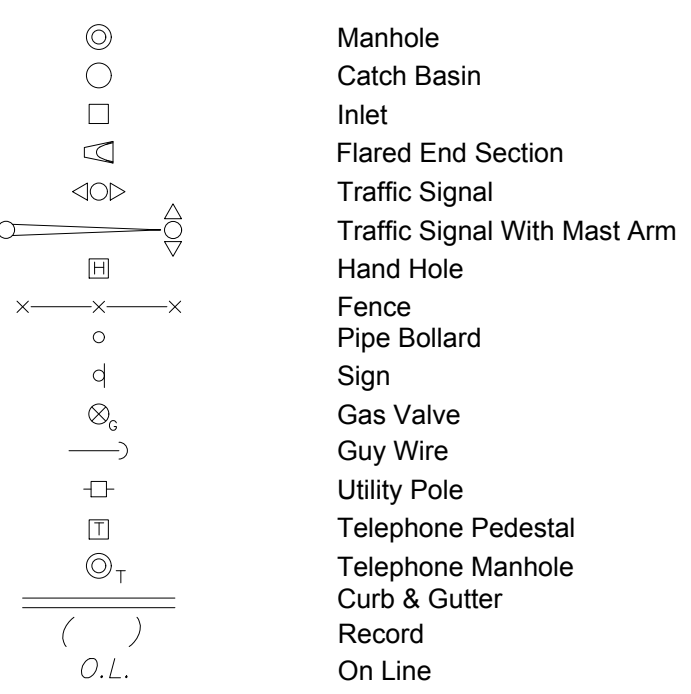 Manhole
Catch Basin
Inlet
Flared End Section
Traffic Signal
Traffic Signal With Mast Arm
H Hand Hole
Fence
Pipe Bollard
Sign
G Gas Valve
Guy Wire
Utility Pole
T Telephone Pedestal
T Telephone Manhole
Curb & Gutter
( ) Record
O.L. On Line